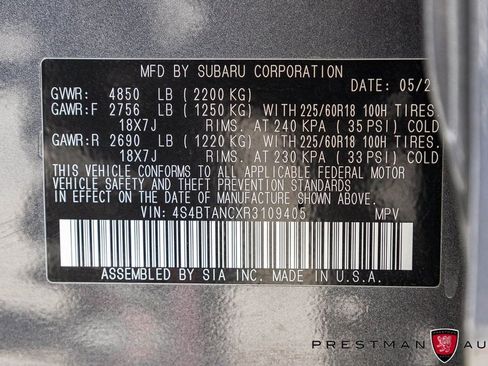 MFD BY SUBARU CORPORATION
DATE: 05/2
GVWR: 4850 LB (2200 KG)
GAWR:F 2756 LB (1250 KG) WITH 225/60R18 100H TIRES,
18X7J RIMS, AT 240 KPA (35 PSI) COLD
GAWR:R 2690 LB (1220 KG) WITH 225/60R18 100H TIRES,
18X7J RIMS, AT 230 KPA (33 PSI) COLD
THIS VEHICLE CONFORMS TO ALL APPLICABLE FEDERAL MOTOR
VEHICLE SAFETY AND THEFT PREVENTION STANDARDS
IN EFFECT ON THE DATE OF MANUFACTURE SHOWN ABOVE.
VIN: 4S4BTANCXR3109405 MPV
ASSEMBLED BY SIA INC. MADE IN U.S.A.
PRESTMAN AU